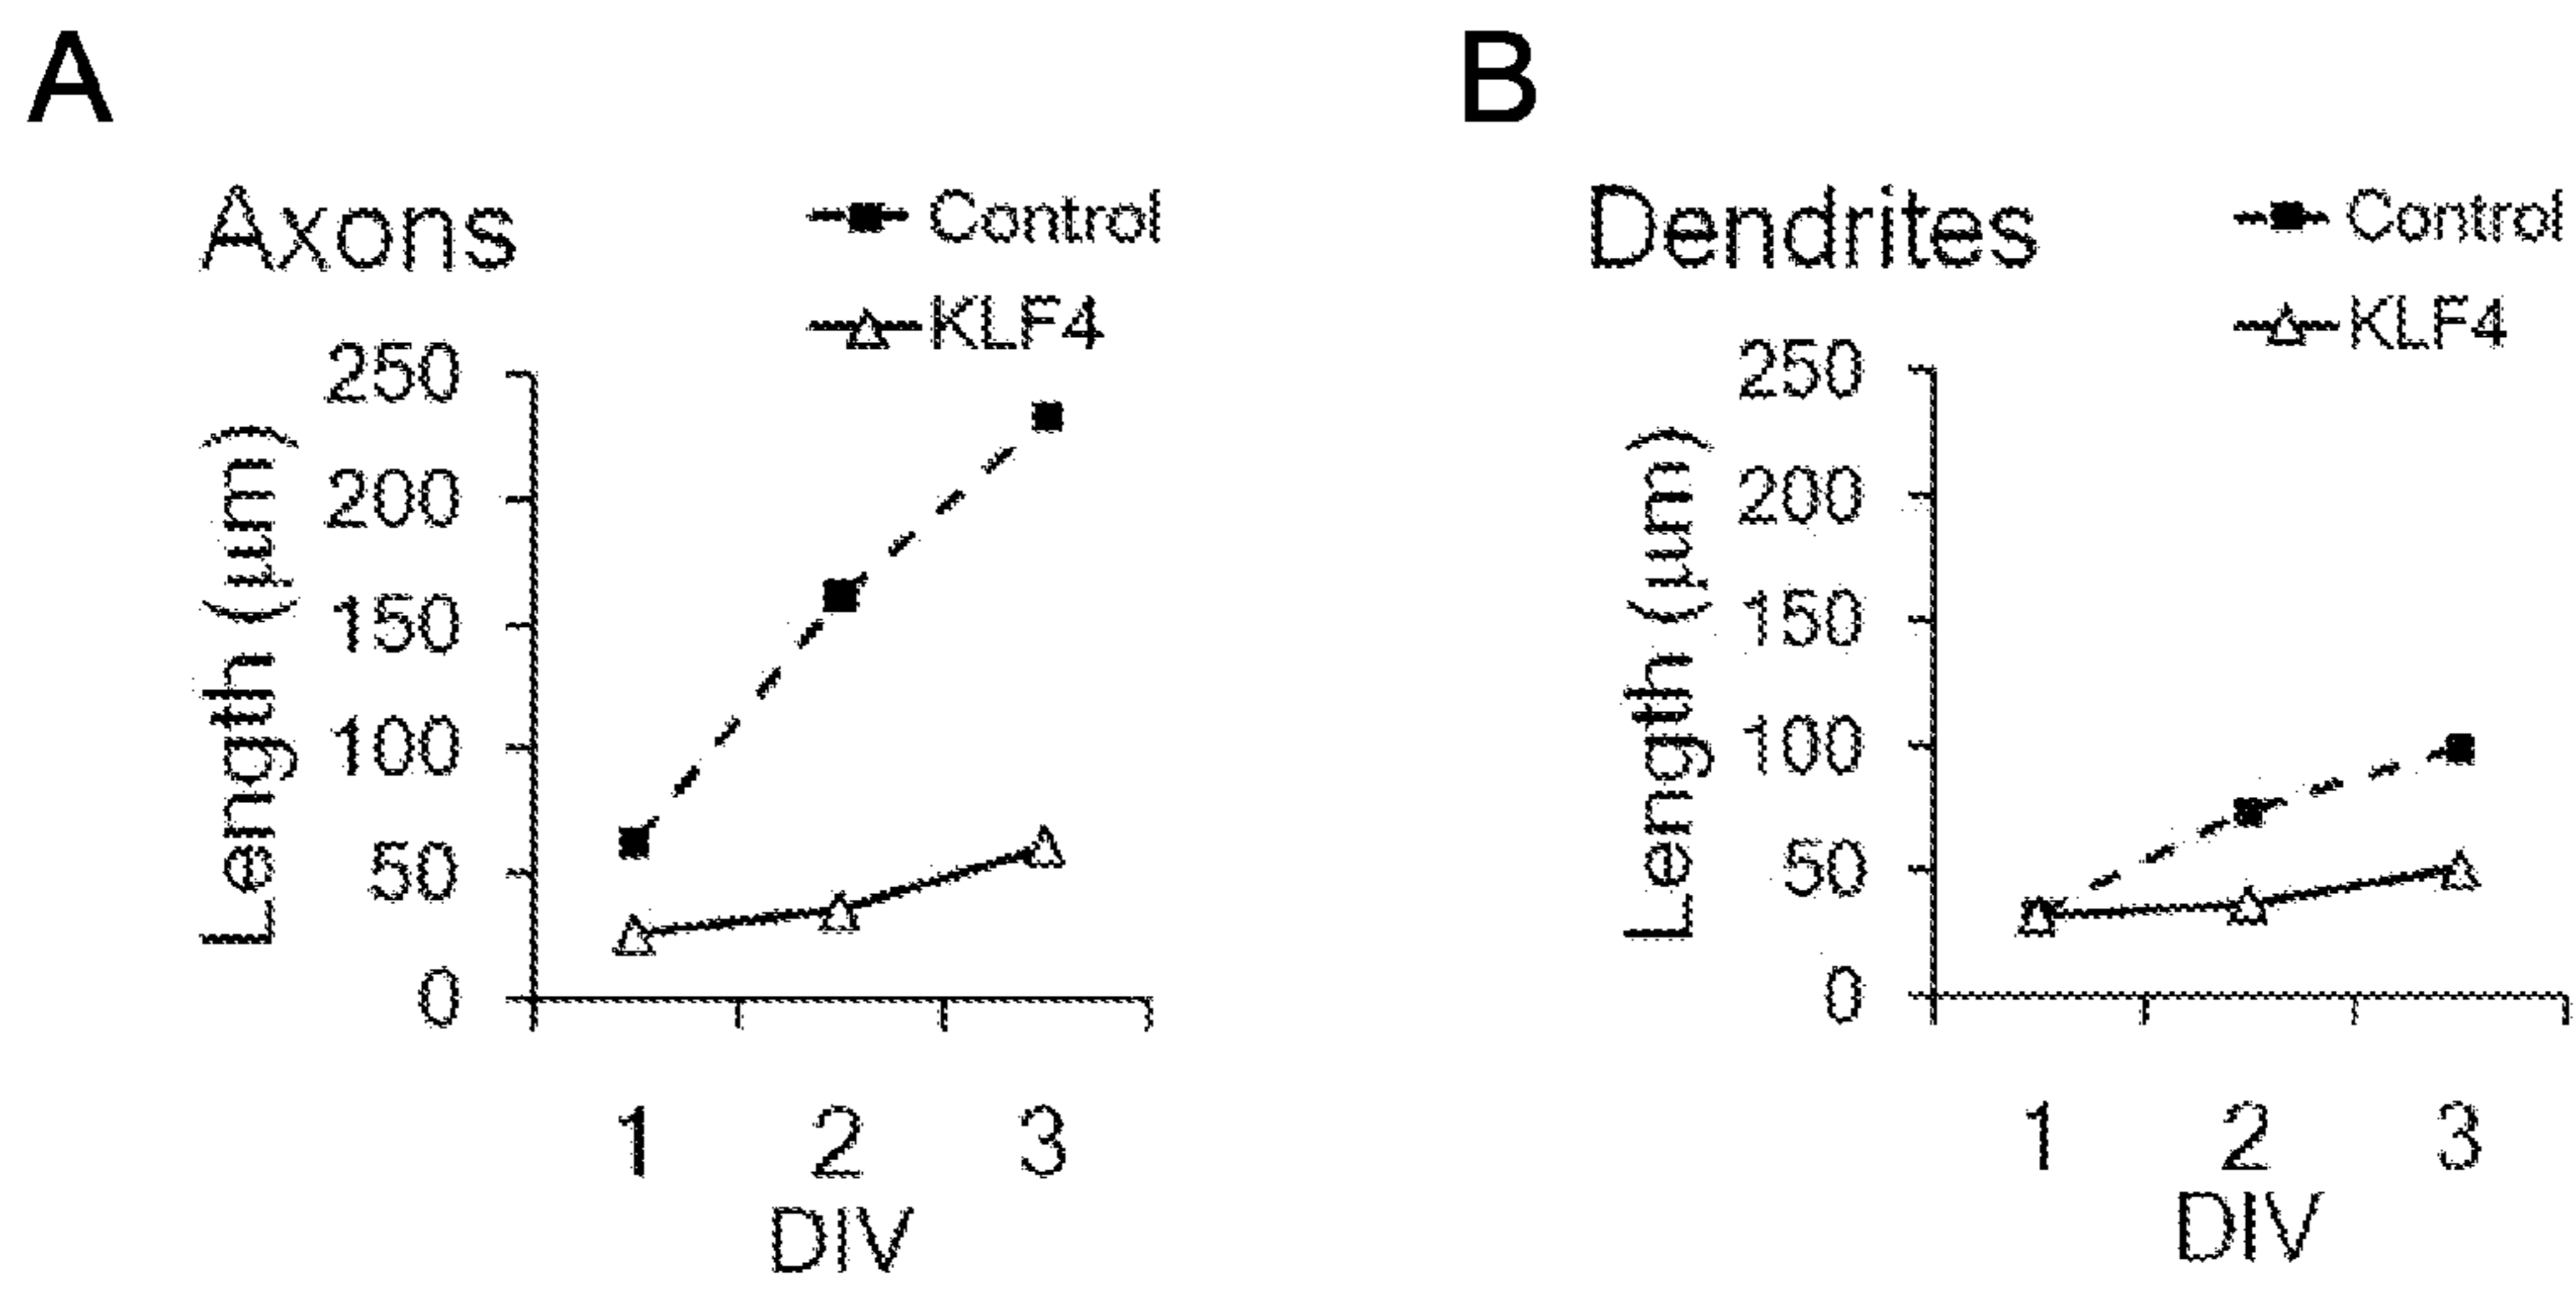 A
Axons
Control
KLF4
Length (μm)
250
200
150
100
50
0
1 2 3
DIV
B
Dendrites
Control
KLF4
Length (μm)
250
200
150
100
50
0
1 2 3
DIV